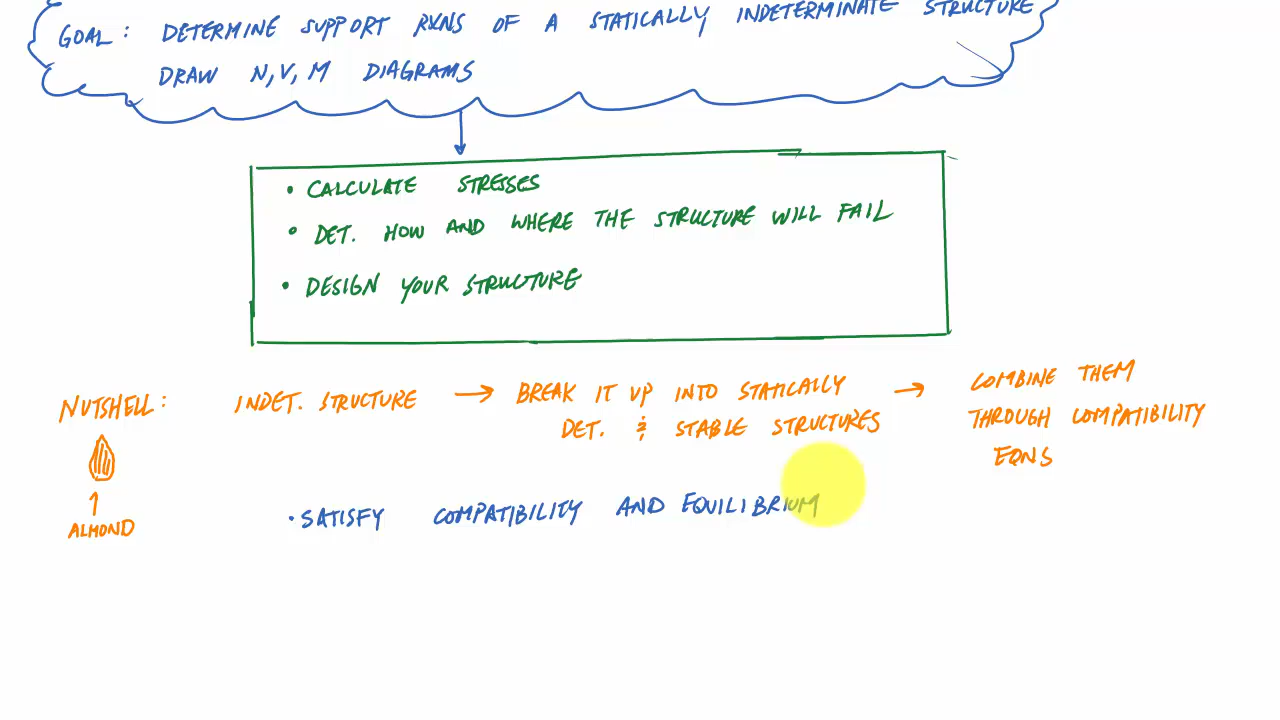 GOAL: DETERMINE SUPPORT RXNS OF A STATICALLY INDETERMINATE STRUCTURE
DRAW N,V, M DIAGRAMS
• CALCULATE STRESSES
• DET. HOW AND WHERE THE STRUCTURE WILL FAIL
• DESIGN YOUR STRUCTURE
NUTSHELL: INDET. STRUCTURE → BREAK IT UP INTO STATICALLY DET. & STABLE STRUCTURES → COMBINE THEM THROUGH COMPATIBILITY EQNS
↑
ALMOND
• SATISFY COMPATIBILITY AND EQUILIBRIUM